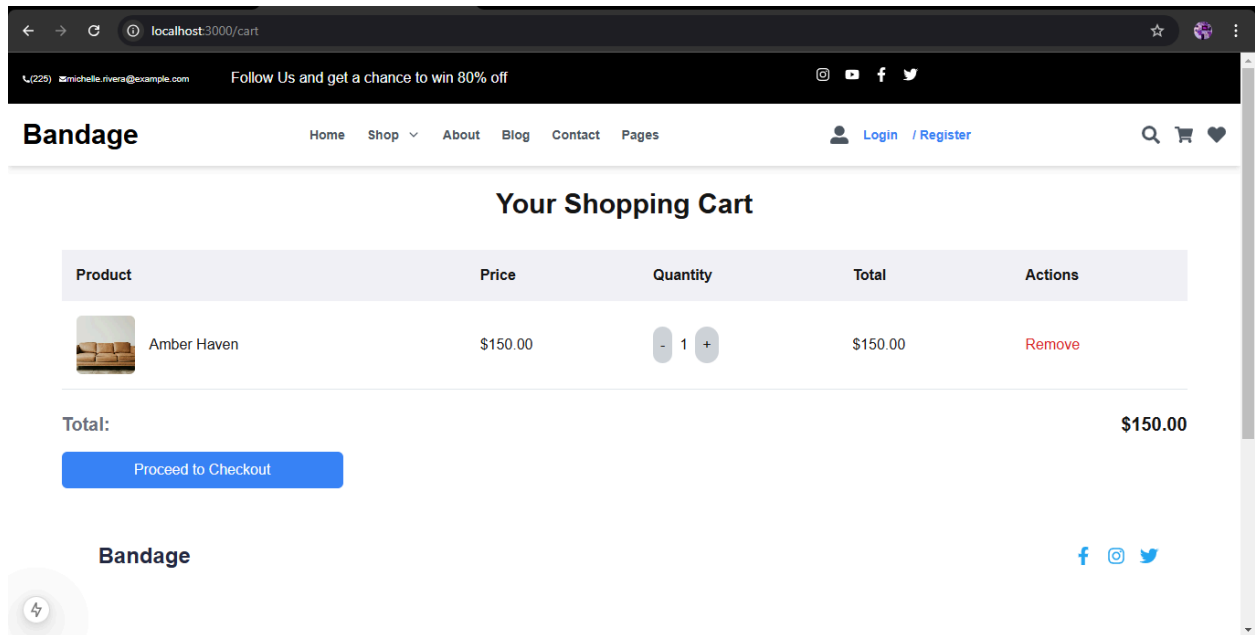 localhost:3000/cart
(225) michelle.rivera@example.com Follow Us and get a chance to win 80% off
Bandage Home Shop About Blog Contact Pages Login / Register
Your Shopping Cart
Product Price Quantity Total Actions
Amber Haven $150.00 - 1 + $150.00 Remove
Total: $150.00
Proceed to Checkout
Bandage